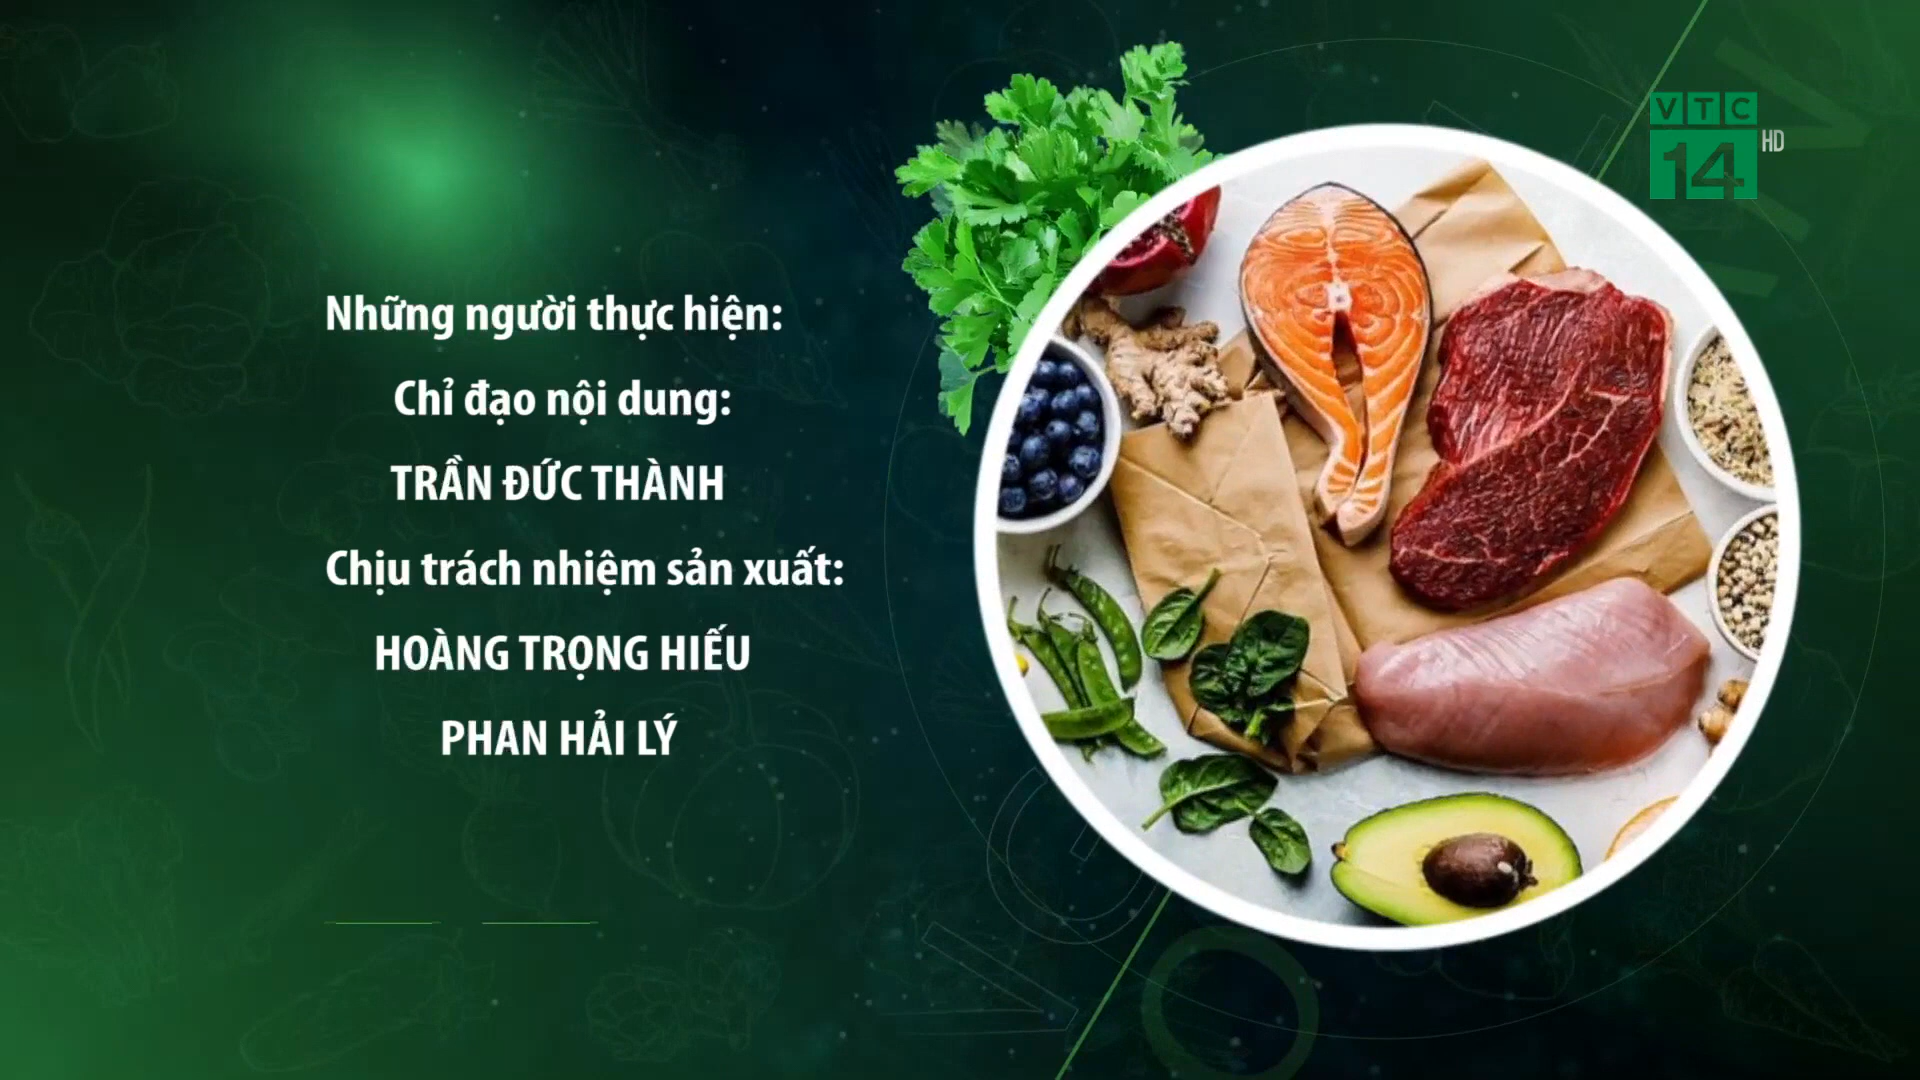 Những người thực hiện:
Chỉ đạo nội dung:
TRẦN ĐỨC THÀNH
Chịu trách nhiệm sản xuất:
HOÀNG TRỌNG HIẾU
PHAN HẢI LÝ
VTC
14
HD